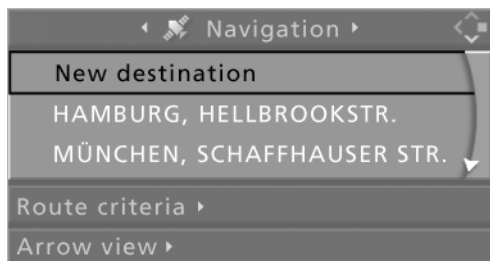 Navigation
New destination
HAMBURG, HELLBROOKSTR.
MÜNCHEN, SCHAFFHAUSER STR.
Route criteria
Arrow view